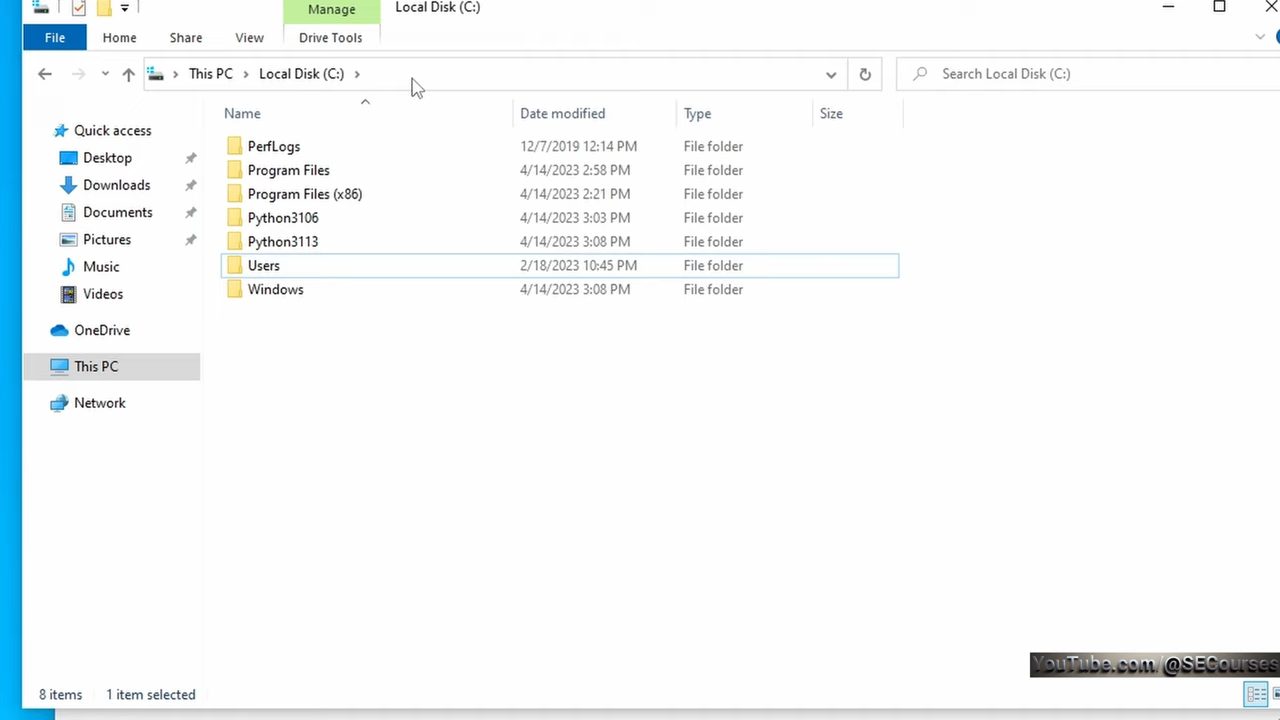 Manage
Local Disk (C:)
File
Home
Share
View
Drive Tools
This PC
Local Disk (C:)
Search Local Disk (C:)
Name
Date modified
Type
Size
Quick access
Desktop
Downloads
Documents
Pictures
Music
Videos
OneDrive
This PC
Network
PerfLogs 12/7/2019 12:14 PM File folder
Program Files 4/14/2023 2:58 PM File folder
Program Files (x86) 4/14/2023 2:21 PM File folder
Python3106 4/14/2023 3:03 PM File folder
Python3113 4/14/2023 3:08 PM File folder
Users 2/18/2023 10:45 PM File folder
Windows 4/14/2023 3:08 PM File folder
YouTube.com/@SECourses
8 items 1 item selected